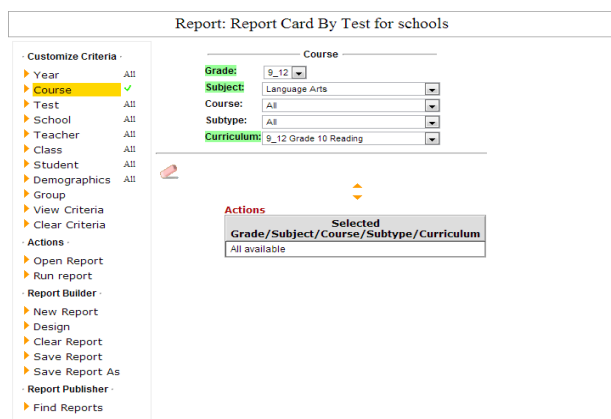 Report: Report Card By Test for schools
· Customize Criteria ·
Year All
Course
Test All
School All
Teacher All
Class All
Student All
Demographics All
Group
View Criteria
Clear Criteria
· Actions ·
Open Report
Run report
· Report Builder ·
New Report
Design
Clear Report
Save Report
Save Report As
· Report Publisher ·
Find Reports
Course
Grade: 9_12
Subject: Language Arts
Course: All
Subtype: All
Curriculum: 9_12 Grade 10 Reading
Actions
Selected
Grade/Subject/Course/Subtype/Curriculum
All available